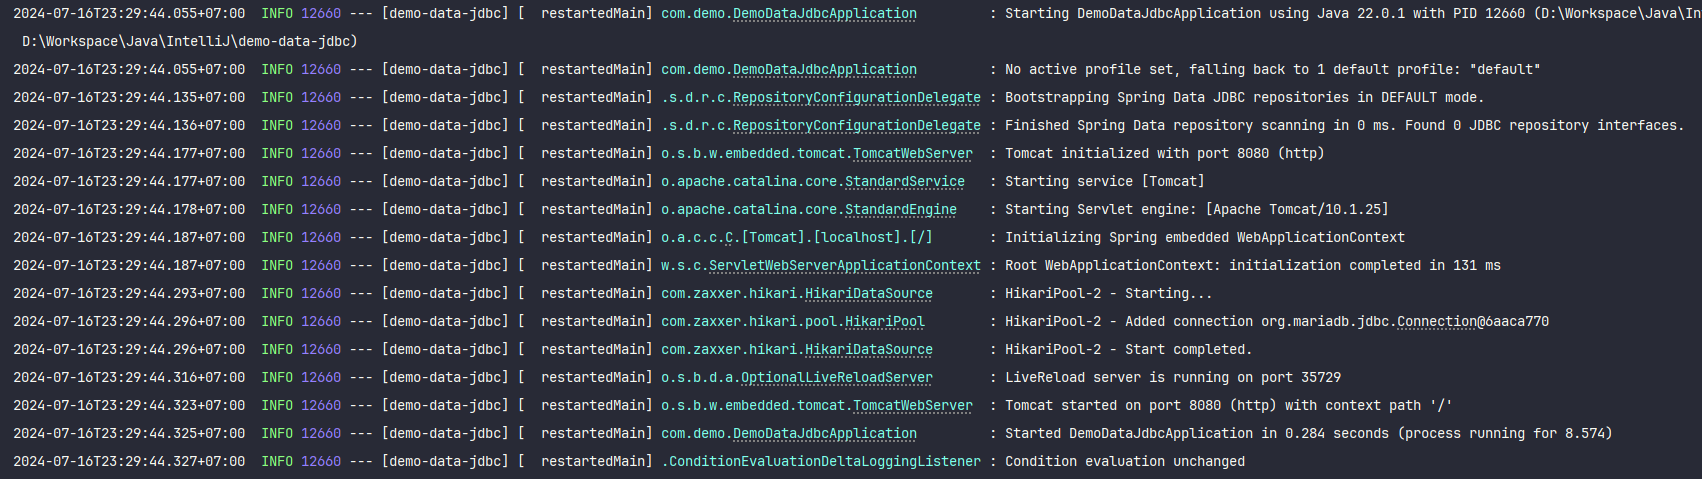 2024-07-16T23:29:44.055+07:00  INFO 12660 --- [demo-data-jdbc] [  restartedMain] com.demo.DemoDataJdbcApplication         : Starting DemoDataJdbcApplication using Java 22.0.1 with PID 12660 (D:\Workspace\Java\Int
D:\Workspace\Java\IntelliJ\demo-data-jdbc)
2024-07-16T23:29:44.055+07:00  INFO 12660 --- [demo-data-jdbc] [  restartedMain] com.demo.DemoDataJdbcApplication         : No active profile set, falling back to 1 default profile: "default"
2024-07-16T23:29:44.135+07:00  INFO 12660 --- [demo-data-jdbc] [  restartedMain] .s.d.r.c.RepositoryConfigurationDelegate : Bootstrapping Spring Data JDBC repositories in DEFAULT mode.
2024-07-16T23:29:44.136+07:00  INFO 12660 --- [demo-data-jdbc] [  restartedMain] .s.d.r.c.RepositoryConfigurationDelegate : Finished Spring Data repository scanning in 0 ms. Found 0 JDBC repository interfaces.
2024-07-16T23:29:44.177+07:00  INFO 12660 --- [demo-data-jdbc] [  restartedMain] o.s.b.w.embedded.tomcat.TomcatWebServer  : Tomcat initialized with port 8080 (http)
2024-07-16T23:29:44.177+07:00  INFO 12660 --- [demo-data-jdbc] [  restartedMain] o.apache.catalina.core.StandardService   : Starting service [Tomcat]
2024-07-16T23:29:44.178+07:00  INFO 12660 --- [demo-data-jdbc] [  restartedMain] o.apache.catalina.core.StandardEngine    : Starting Servlet engine: [Apache Tomcat/10.1.25]
2024-07-16T23:29:44.187+07:00  INFO 12660 --- [demo-data-jdbc] [  restartedMain] o.a.c.c.C.[Tomcat].[localhost].[/]       : Initializing Spring embedded WebApplicationContext
2024-07-16T23:29:44.187+07:00  INFO 12660 --- [demo-data-jdbc] [  restartedMain] w.s.c.ServletWebServerApplicationContext : Root WebApplicationContext: initialization completed in 131 ms
2024-07-16T23:29:44.293+07:00  INFO 12660 --- [demo-data-jdbc] [  restartedMain] com.zaxxer.hikari.HikariDataSource       : HikariPool-2 - Starting...
2024-07-16T23:29:44.296+07:00  INFO 12660 --- [demo-data-jdbc] [  restartedMain] com.zaxxer.hikari.pool.HikariPool        : HikariPool-2 - Added connection org.mariadb.jdbc.Connection@6aaca770
2024-07-16T23:29:44.296+07:00  INFO 12660 --- [demo-data-jdbc] [  restartedMain] com.zaxxer.hikari.HikariDataSource       : HikariPool-2 - Start completed.
2024-07-16T23:29:44.316+07:00  INFO 12660 --- [demo-data-jdbc] [  restartedMain] o.s.b.d.a.OptionalLiveReloadServer       : LiveReload server is running on port 35729
2024-07-16T23:29:44.323+07:00  INFO 12660 --- [demo-data-jdbc] [  restartedMain] o.s.b.w.embedded.tomcat.TomcatWebServer  : Tomcat started on port 8080 (http) with context path '/'
2024-07-16T23:29:44.325+07:00  INFO 12660 --- [demo-data-jdbc] [  restartedMain] com.demo.DemoDataJdbcApplication         : Started DemoDataJdbcApplication in 0.284 seconds (process running for 8.574)
2024-07-16T23:29:44.327+07:00  INFO 12660 --- [demo-data-jdbc] [  restartedMain] .ConditionEvaluationDeltaLoggingListener : Condition evaluation unchanged